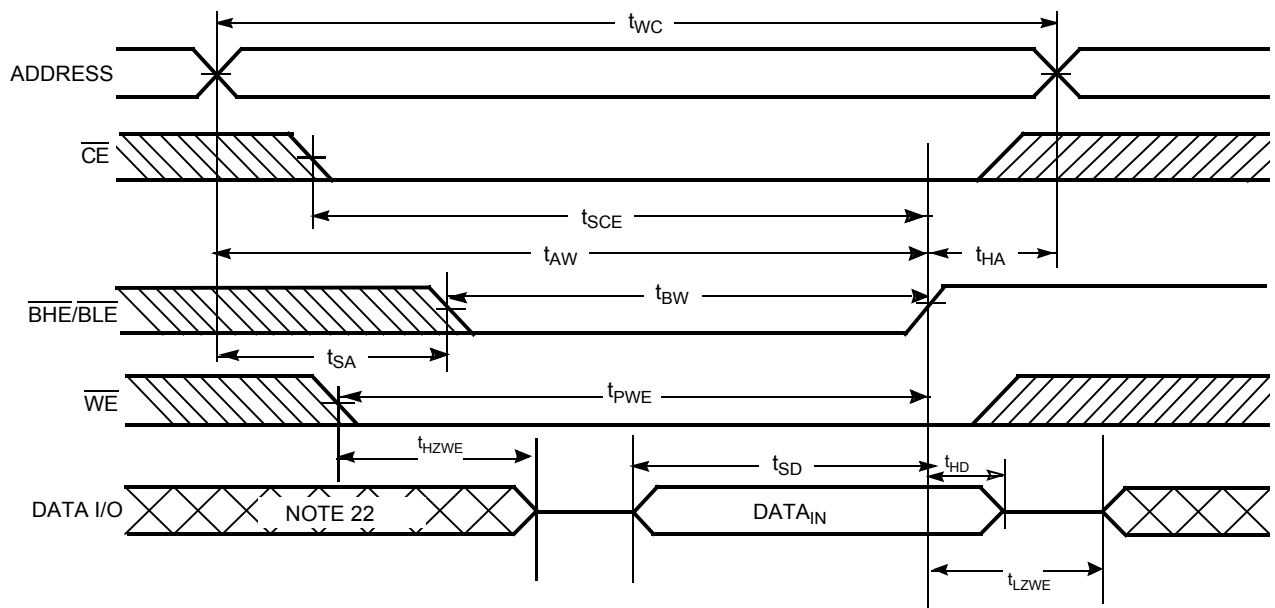 tWC
ADDRESS
CE
tSCE
tAW
tHA
BHE/BLE
tBW
tSA
WE
tPWE
tHZWE
tSD
tHD
DATA I/O
NOTE 22
DATAIN
tLZWE